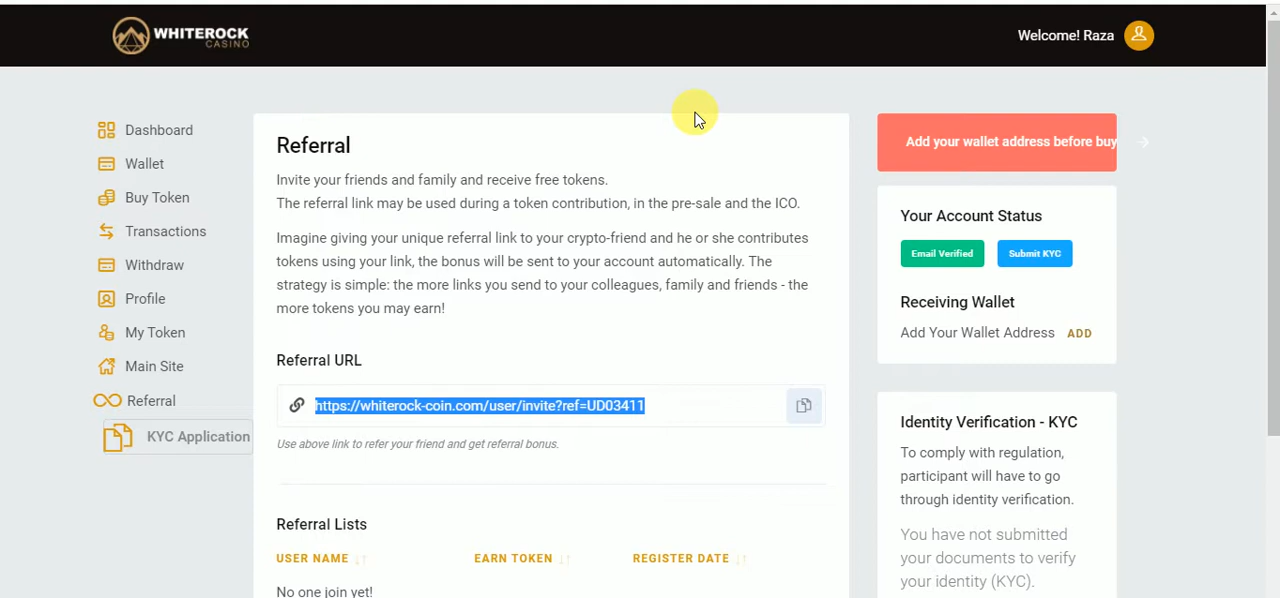 WHITEROCK
CASINO
Welcome! Raza
Dashboard
Wallet
Buy Token
Transactions
Withdraw
Profile
My Token
Main Site
Referral
KYC Application
Referral
Invite your friends and family and receive free tokens.
The referral link may be used during a token contribution, in the pre-sale and the ICO.
Imagine giving your unique referral link to your crypto-friend and he or she contributes
tokens using your link, the bonus will be sent to your account automatically. The
strategy is simple: the more links you send to your colleagues, family and friends - the
more tokens you may earn!
Referral URL
https://whiterock-coin.com/user/invite?ref=UD03411
Use above link to refer your friend and get referral bonus.
Referral Lists
USER NAME EARN TOKEN REGISTER DATE
No one join yet!
Add your wallet address before buy
Your Account Status
Email Verified Submit KYC
Receiving Wallet
Add Your Wallet Address ADD
Identity Verification - KYC
To comply with regulation,
participant will have to go
through identity verification.
You have not submitted
your documents to verify
your identity (KYC).